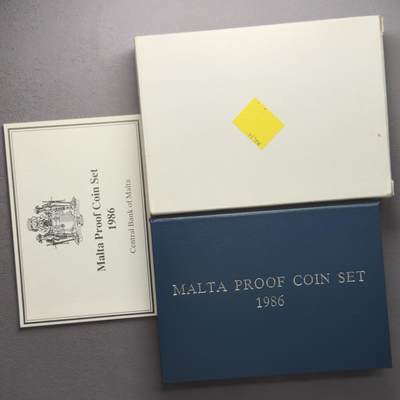 Malta Proof Coin Set
1986
Central Bank of Malta
MALTA PROOF COIN SET
1986